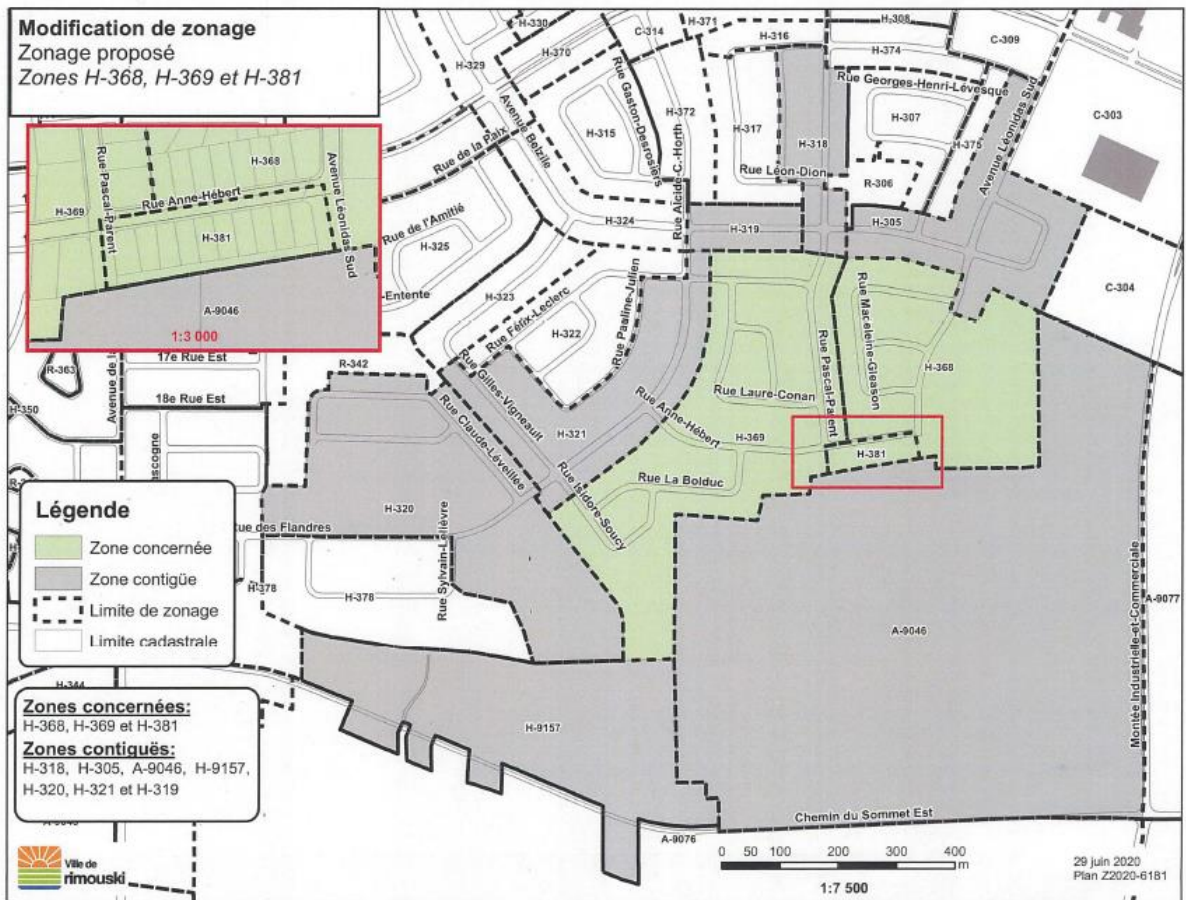 Modification de zonage
Zonage proposé
Zones H-368, H-369 et H-381
H-330
H-371
H-308
C-314
H-316
C-309
H-370
H-374
H-329
Rue Georges-Henri-Lévesque
Rue Gaston-Desrosiers
Avenue Belzile
H-372
H-315
H-317
H-307
C-303
H-375
Avenue Léonidas Sud
H-318
Rue de la Paix
Rue Alcide-C.-Horth
Rue Léon-Dion
R-306
Rue de l'Amitié
H-324
H-319
H-305
H-325
-Entente
H-323
Rue Félix-Leclerc
H-322
Rue Pauline-Julien
Rue Maceleine-Gleason
C-304
Rue Pascal-Parent
H-368
H-368
Rue Anne-Hébert
H-369
Rue Pascal-Parent
Avenue Léonidas Sud
H-381
A-9046
1:3 000
17e Rue Est
R-363
R-342
18e Rue Est
Avenue de la
H-350
Rue Gilles-Vigneault
Rue Claude-Léveillée
Rue Laure-Conan
Rue Anne-Hébert
H-369
H-321
H-381
Rue La Bolduc
Rue Isidore-Soucy
ascogne
H-320
Rue Sylvain-Lelièvre
ue des Flandres
H-378
H-378
A-9046
A-9077
Montée Industrielle-et-Commerciale
Légende
Zone concernée
Zone contigüe
Limite de zonage
Limite cadastrale
H-344
Zones concernées:
H-368, H-369 et H-381
Zones contiguës:
H-318, H-305, A-9046, H-9157,
H-320, H-321 et H-319
H-9157
Chemin du Sommet Est
A-9076
Ville de
rimouski
0 50 100 200 300 400
m
1:7 500
29 juin 2020
Plan Z2020-6181